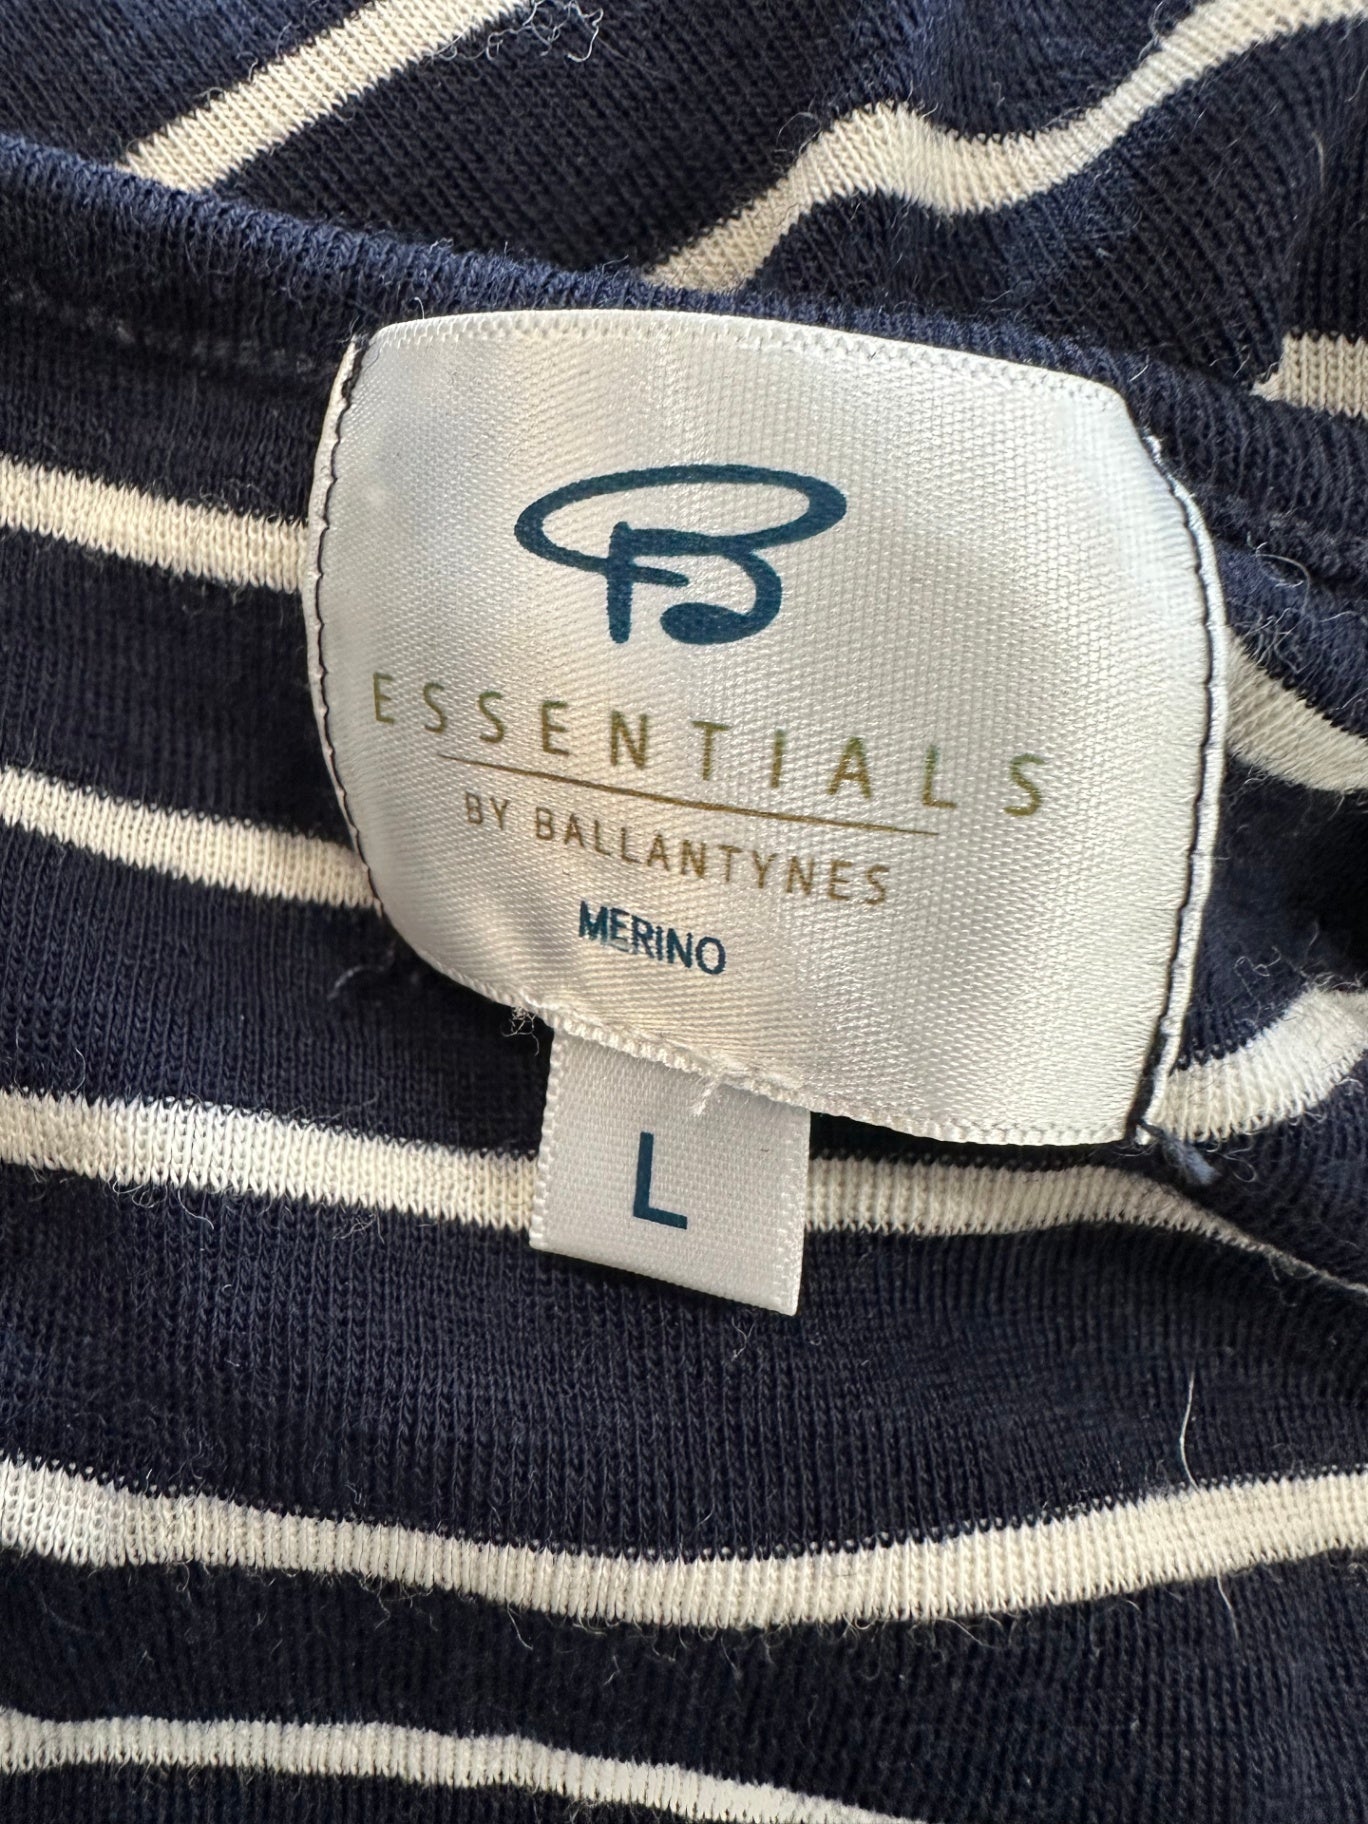 B
ESSENTIALS
BY BALLANTYNES
MERINO
L